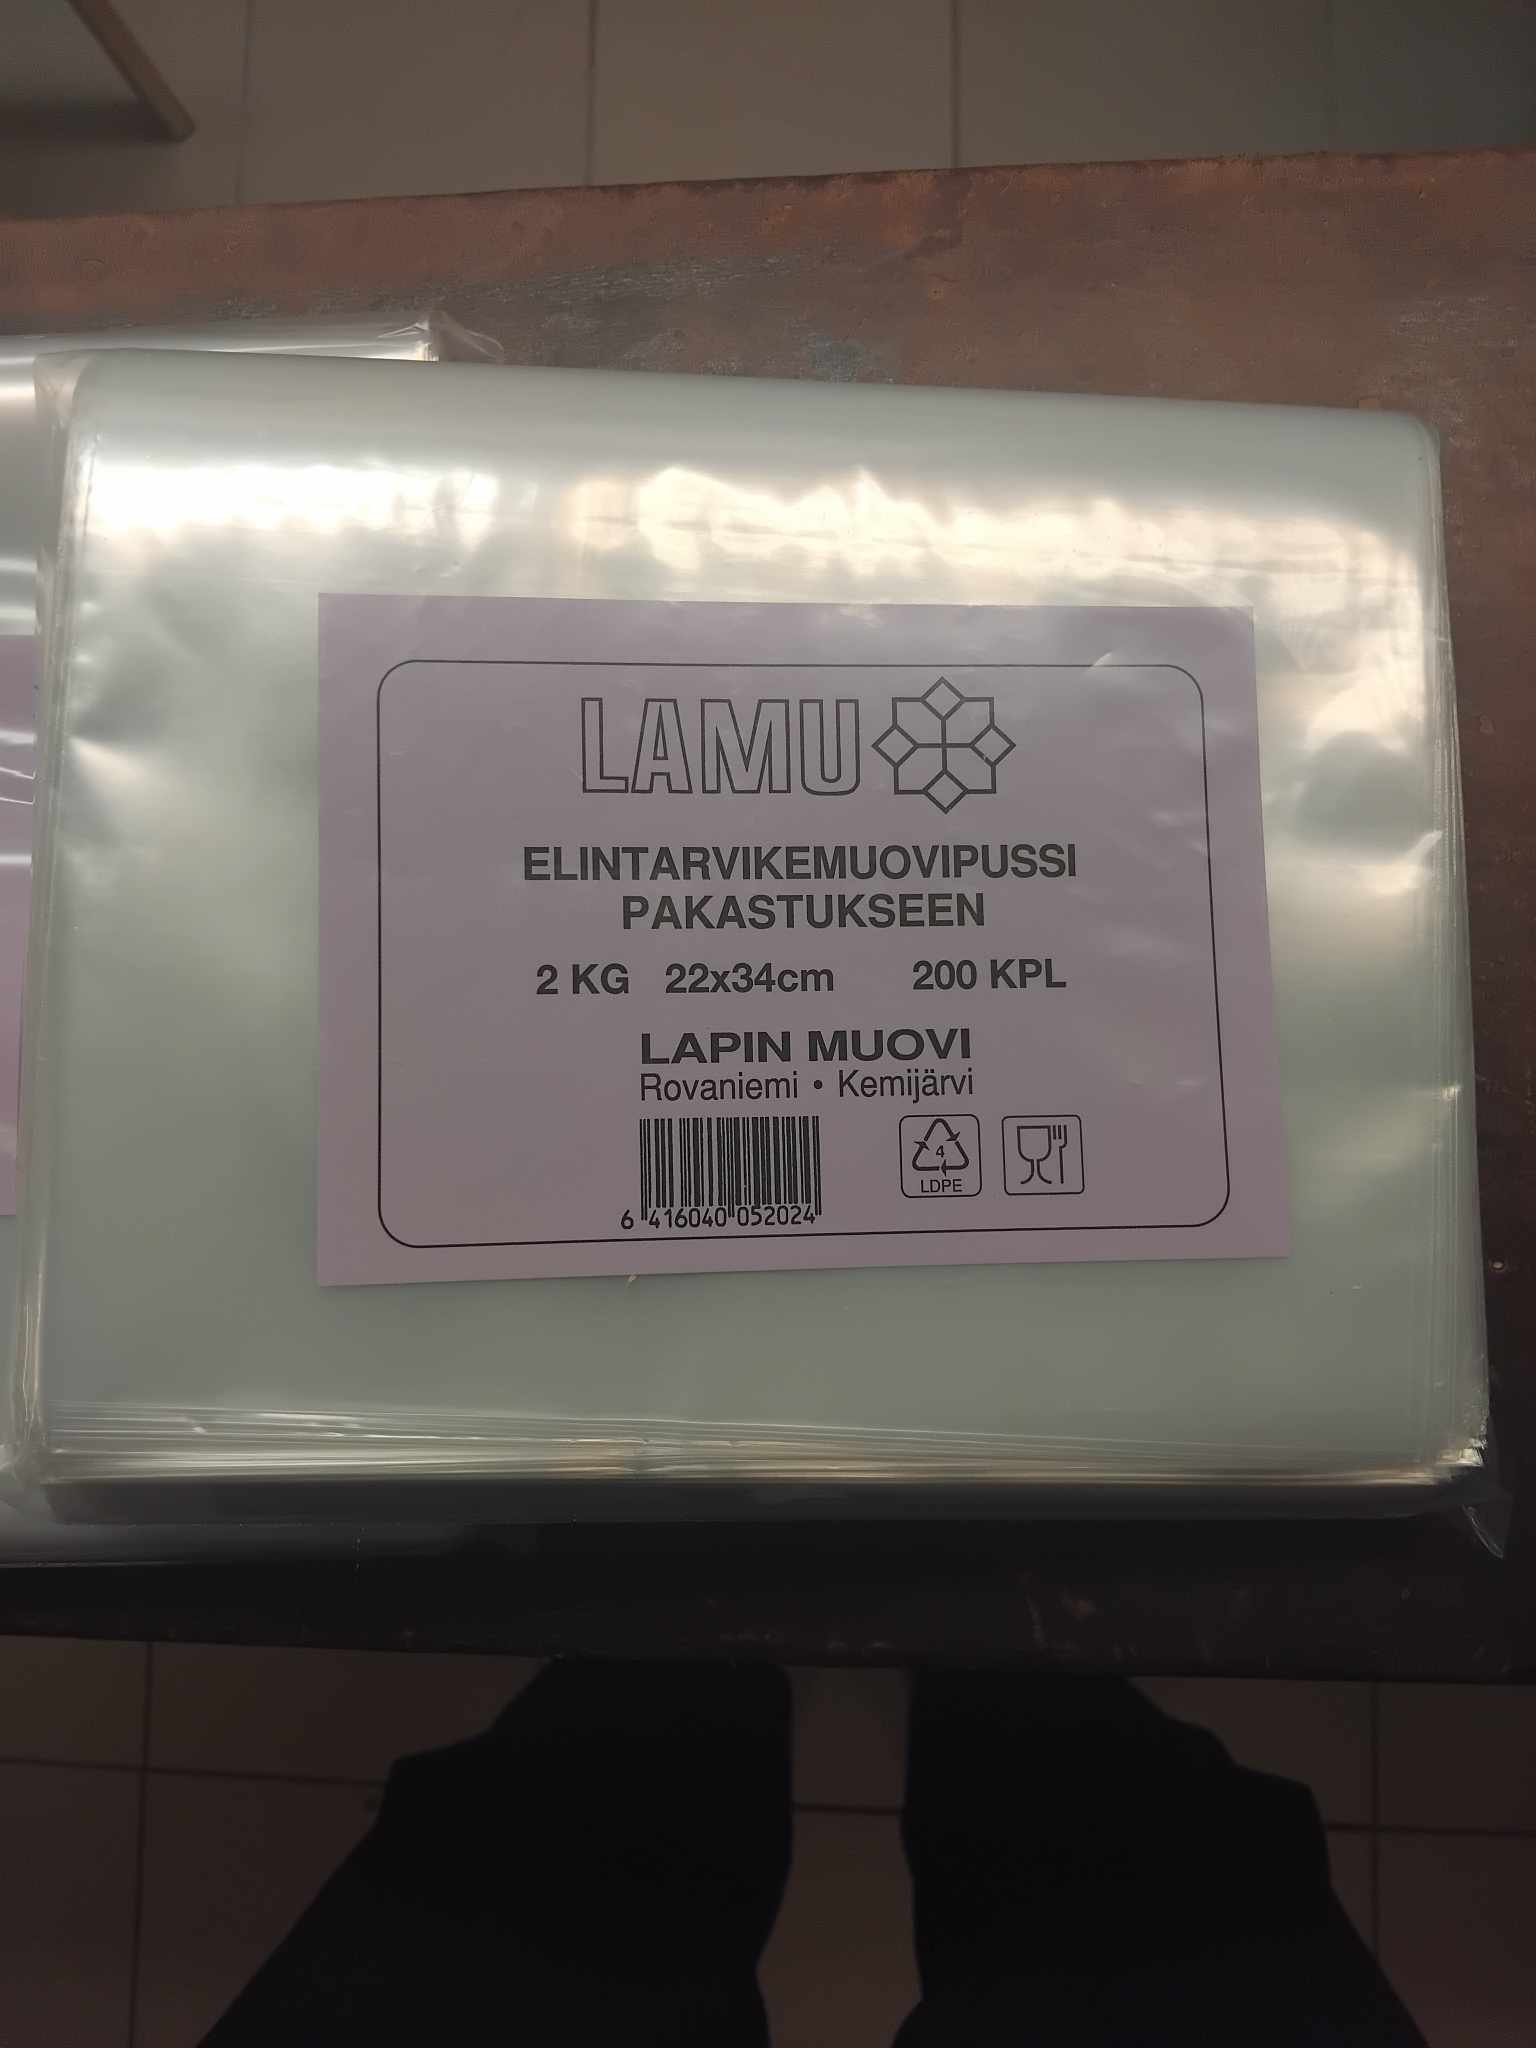 LAMU
ELINTARVIKEMUOVIPUSSI
PAKASTUKSEEN
2 KG 22x34cm 200 KPL
LAPIN MUOVI
Rovaniemi • Kemijärvi
4
LDPE
6 416040 052024